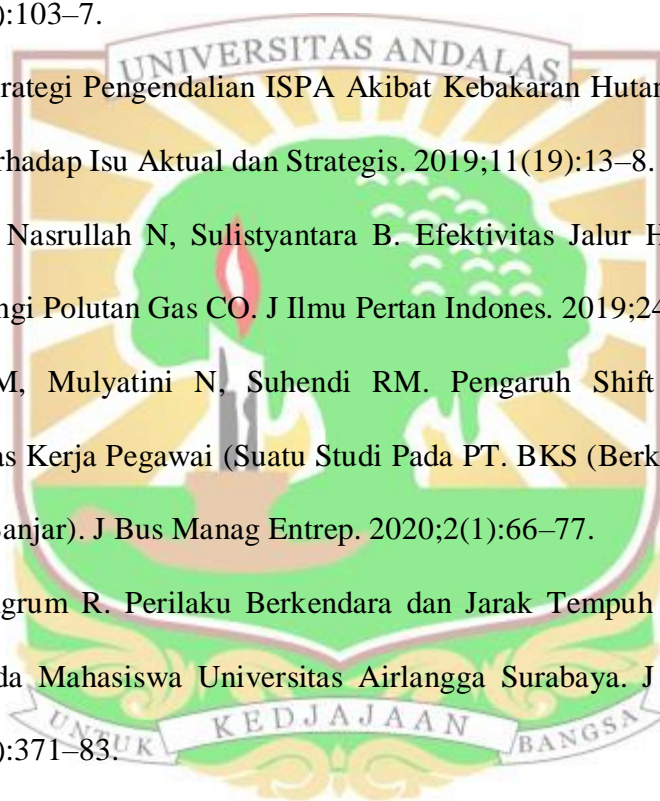 ):103–7.
UNIVERSITAS ANDALAS
rategi Pengendalian ISPA Akibat Kebakaran Hutan
rhadap Isu Aktual dan Strategis. 2019;11(19):13–8.
Nasrullah N, Sulistyantara B. Efektivitas Jalur H
ngi Polutan Gas CO. J Ilmu Pertan Indones. 2019;24
M, Mulyatini N, Suhendi RM. Pengaruh Shift
as Kerja Pegawai (Suatu Studi Pada PT. BKS (Berk
Banjar). J Bus Manag Entrep. 2020;2(1):66–77.
grum R. Perilaku Berkendara dan Jarak Tempuh
da Mahasiswa Universitas Airlangga Surabaya. J
UNTUK KEDJAJAAN BANGSA
):371–83.